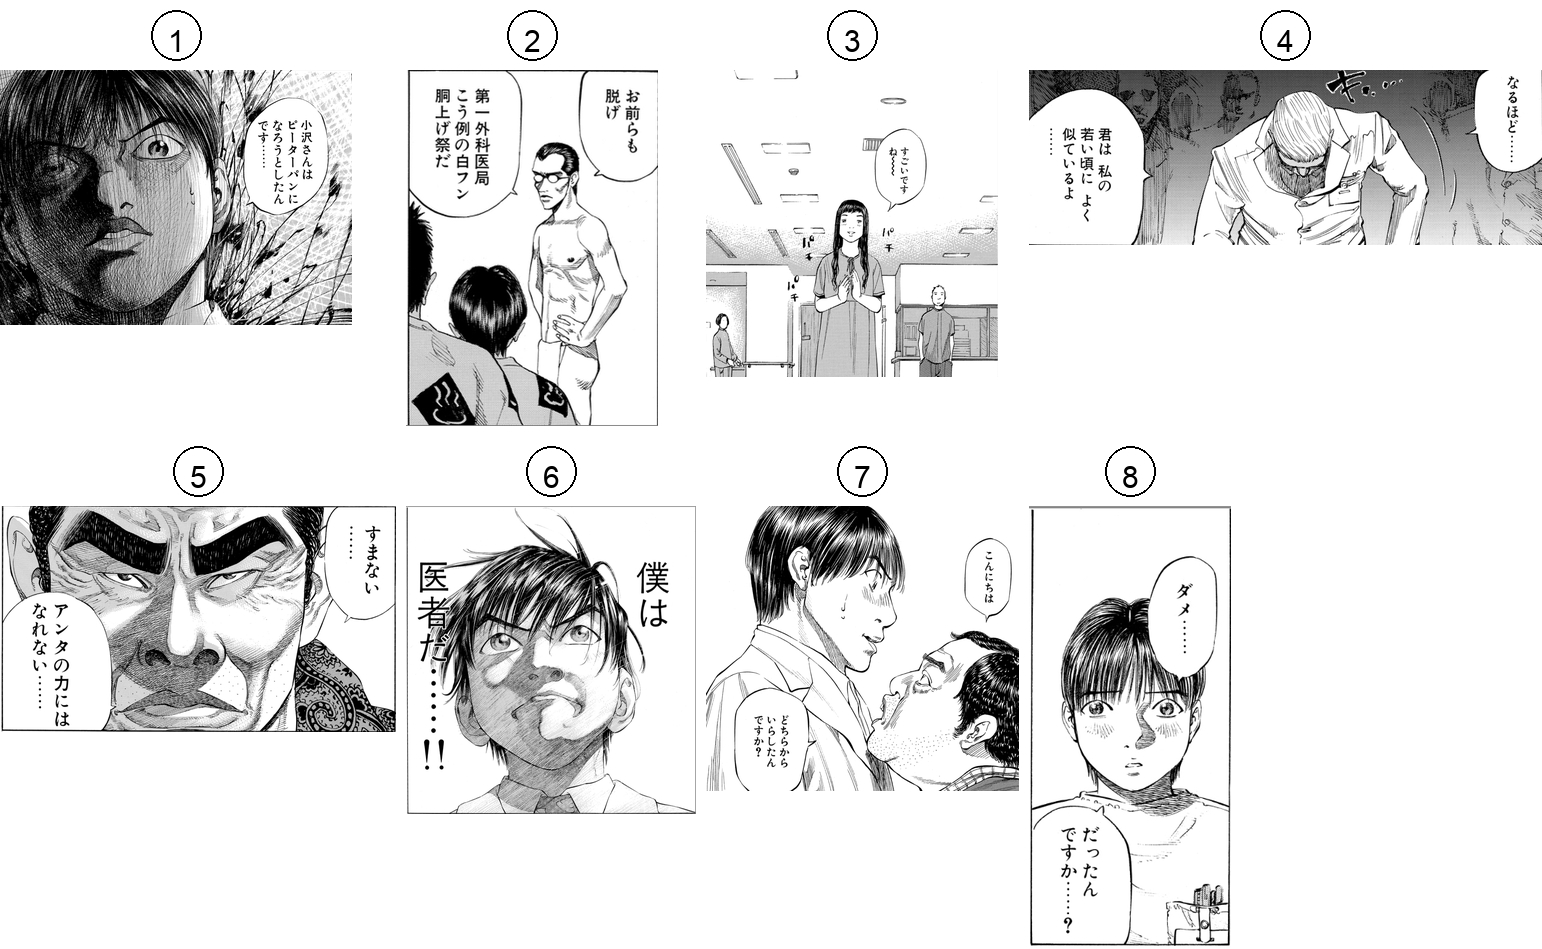 1
小沢さんは
ピーターパンに
なろうとしたん
です……
2
お前らも
脱げ
第一外科医局
こう例の白フン
胴上げ祭だ
3
すごいです
ね〜〜
パチ
パチ
パチ
4
なるほど……
キ…
君は 私の
若い頃に よく
似ているよ
……
5
すまない
……
アンタの力には
なれない……
6
僕は
医者だ………!!
7
こんにちは
どちらから
いらしたん
ですか?
8
ダメ……
だったん
ですか……?